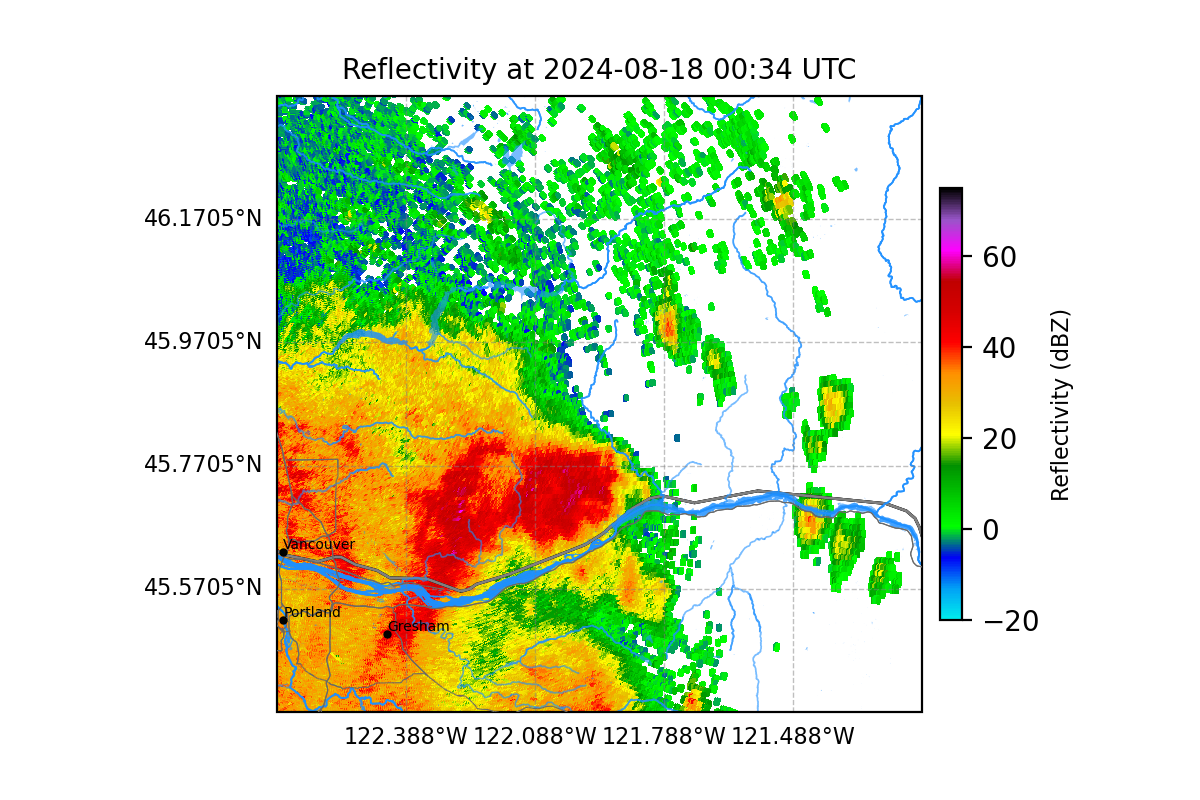 Reflectivity at 2024-08-18 00:34 UTC
46.1705°N
45.9705°N
45.7705°N
45.5705°N
Vancouver
Portland
Gresham
122.388°W 122.088°W 121.788°W 121.488°W
60
40
20
0
−20
Reflectivity (dBZ)